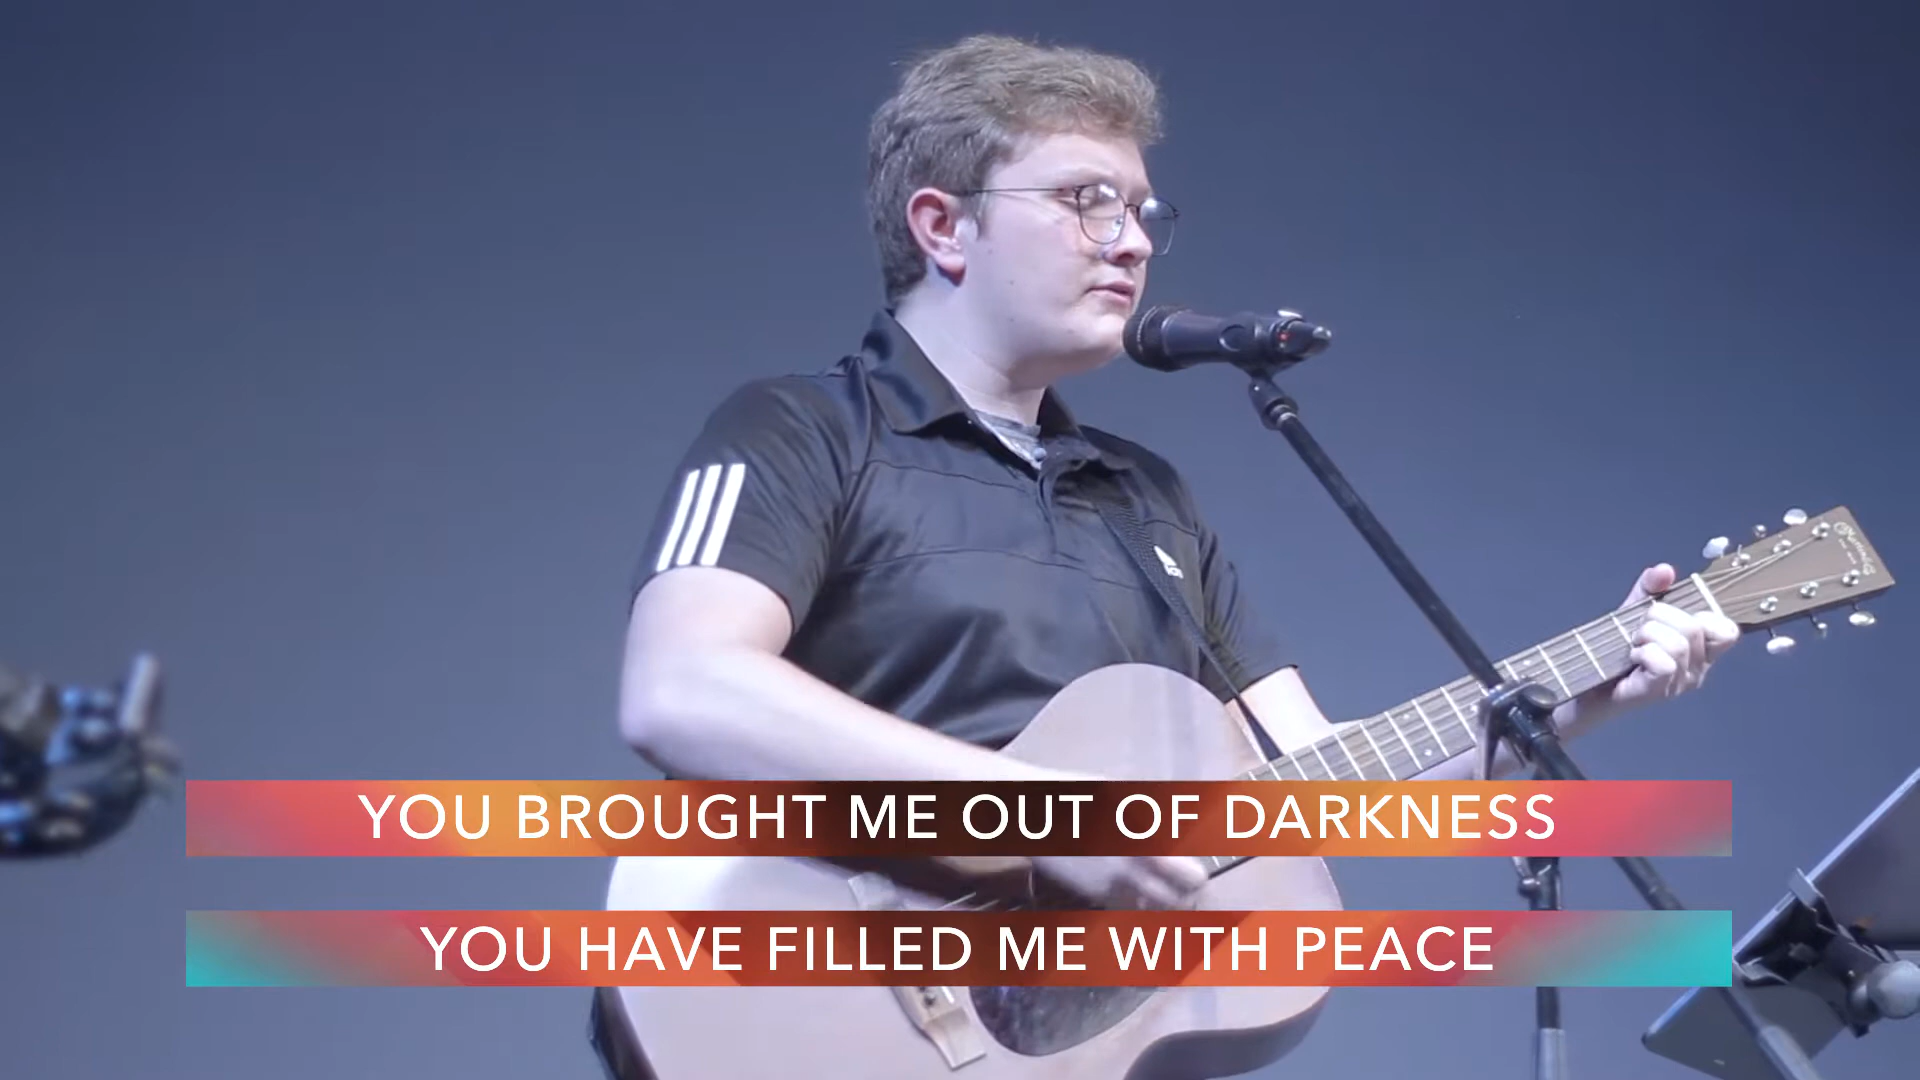 YOU BROUGHT ME OUT OF DARKNESS
YOU HAVE FILLED ME WITH PEACE